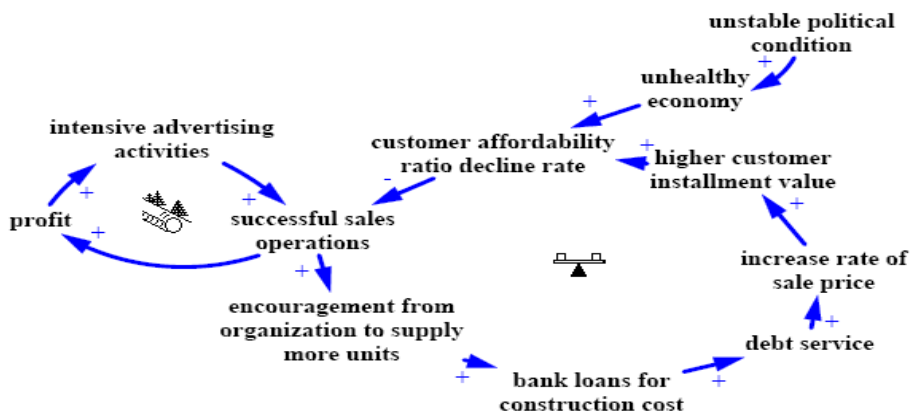 unstable political
condition
+
unhealthy
economy
+
intensive advertising
activities
customer affordability
ratio decline rate
+
higher customer
installment value
-
+
+
+
profit
+
successful sales
operations
+
increase rate of
sale price
encouragement from
organization to supply
more units
+
debt service
+
bank loans for
construction cost
+